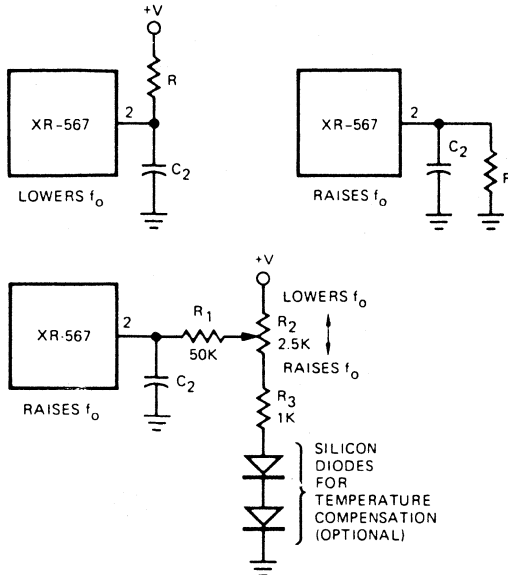 +V
R
XR-567
2
C2
LOWERS fo
XR-567
2
C2
R
RAISES fo
+V
LOWERS fo
R2
2.5K
RAISES fo
XR-567
2
R1
50K
C2
RAISES fo
R3
1K
SILICON
DIODES
FOR
TEMPERATURE
COMPENSATION
(OPTIONAL)